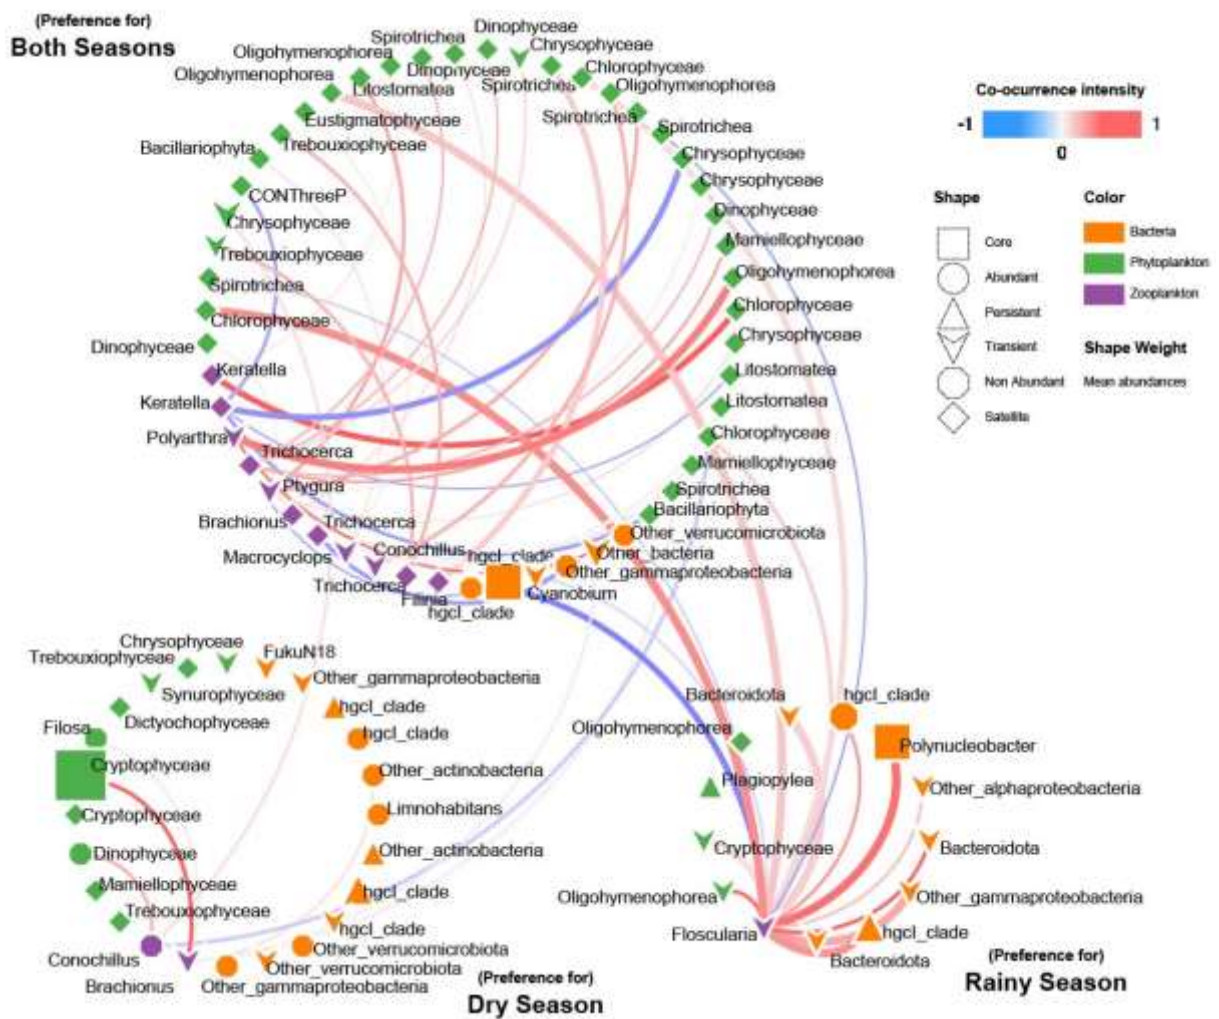 (Preference for)
Both Seasons
Dinophyceae
Spirotrichea
Chrysophyceae
Oligohymenophorea
Dinophyceae
Chlorophyceae
Oligohymenophorea
Litostomatea
Spirotrichea
Oligohymenophorea
Eustigmatophyceae
Spirotrichea
Spirotrichea
Bacillariophyta
Trebouxiophyceae
Chrysophyceae
CONThreeP
Chrysophyceae
Chrysophyceae
Dinophyceae
Trebouxiophyceae
Mamiellophyceae
Spirotrichea
Oligohymenophorea
Chlorophyceae
Chlorophyceae
Dinophyceae
Chrysophyceae
Keratella
Litostomatea
Keratella
Litostomatea
Polyarthra
Chlorophyceae
Trichocerca
Mamiellophyceae
Ptygura
Spirotrichea
Brachionus
Trichocerca
Bacillariophyta
Macrocyclops
Conochillus
hgcI_clade
Other_verrucomicrobiota
Other_bacteria
Other_gammaproteobacteria
Trichocerca
Filinia
hgcI_clade
Cyanobium
Co-ocurrence intensity
-1
1
0
Shape
Color
Core
Bacteria
Abundant
Phytoplankton
Persistent
Zooplankton
Transient
Shape Weight
Non Abundant
Mean abundances
Satellite
Chrysophyceae
FukuN18
Trebouxiophyceae
Other_gammaproteobacteria
Synurophyceae
hgcI_clade
Dictyochophyceae
Filosa
hgcI_clade
Cryptophyceae
Other_actinobacteria
Cryptophyceae
Limnohabitans
Dinophyceae
Other_actinobacteria
Mamiellophyceae
hgcI_clade
Trebouxiophyceae
hgcI_clade
Conochillus
Other_verrucomicrobiota
Other_verrucomicrobiota
Brachionus
Other_gammaproteobacteria
(Preference for)
Dry Season
Bacteroidota
hgcI_clade
Oligohymenophorea
Polynucleobacter
Plagiopylea
Other_alphaproteobacteria
Cryptophyceae
Bacteroidota
Oligohymenophorea
Other_gammaproteobacteria
Floscularia
hgcI_clade
Bacteroidota
(Preference for)
Rainy Season